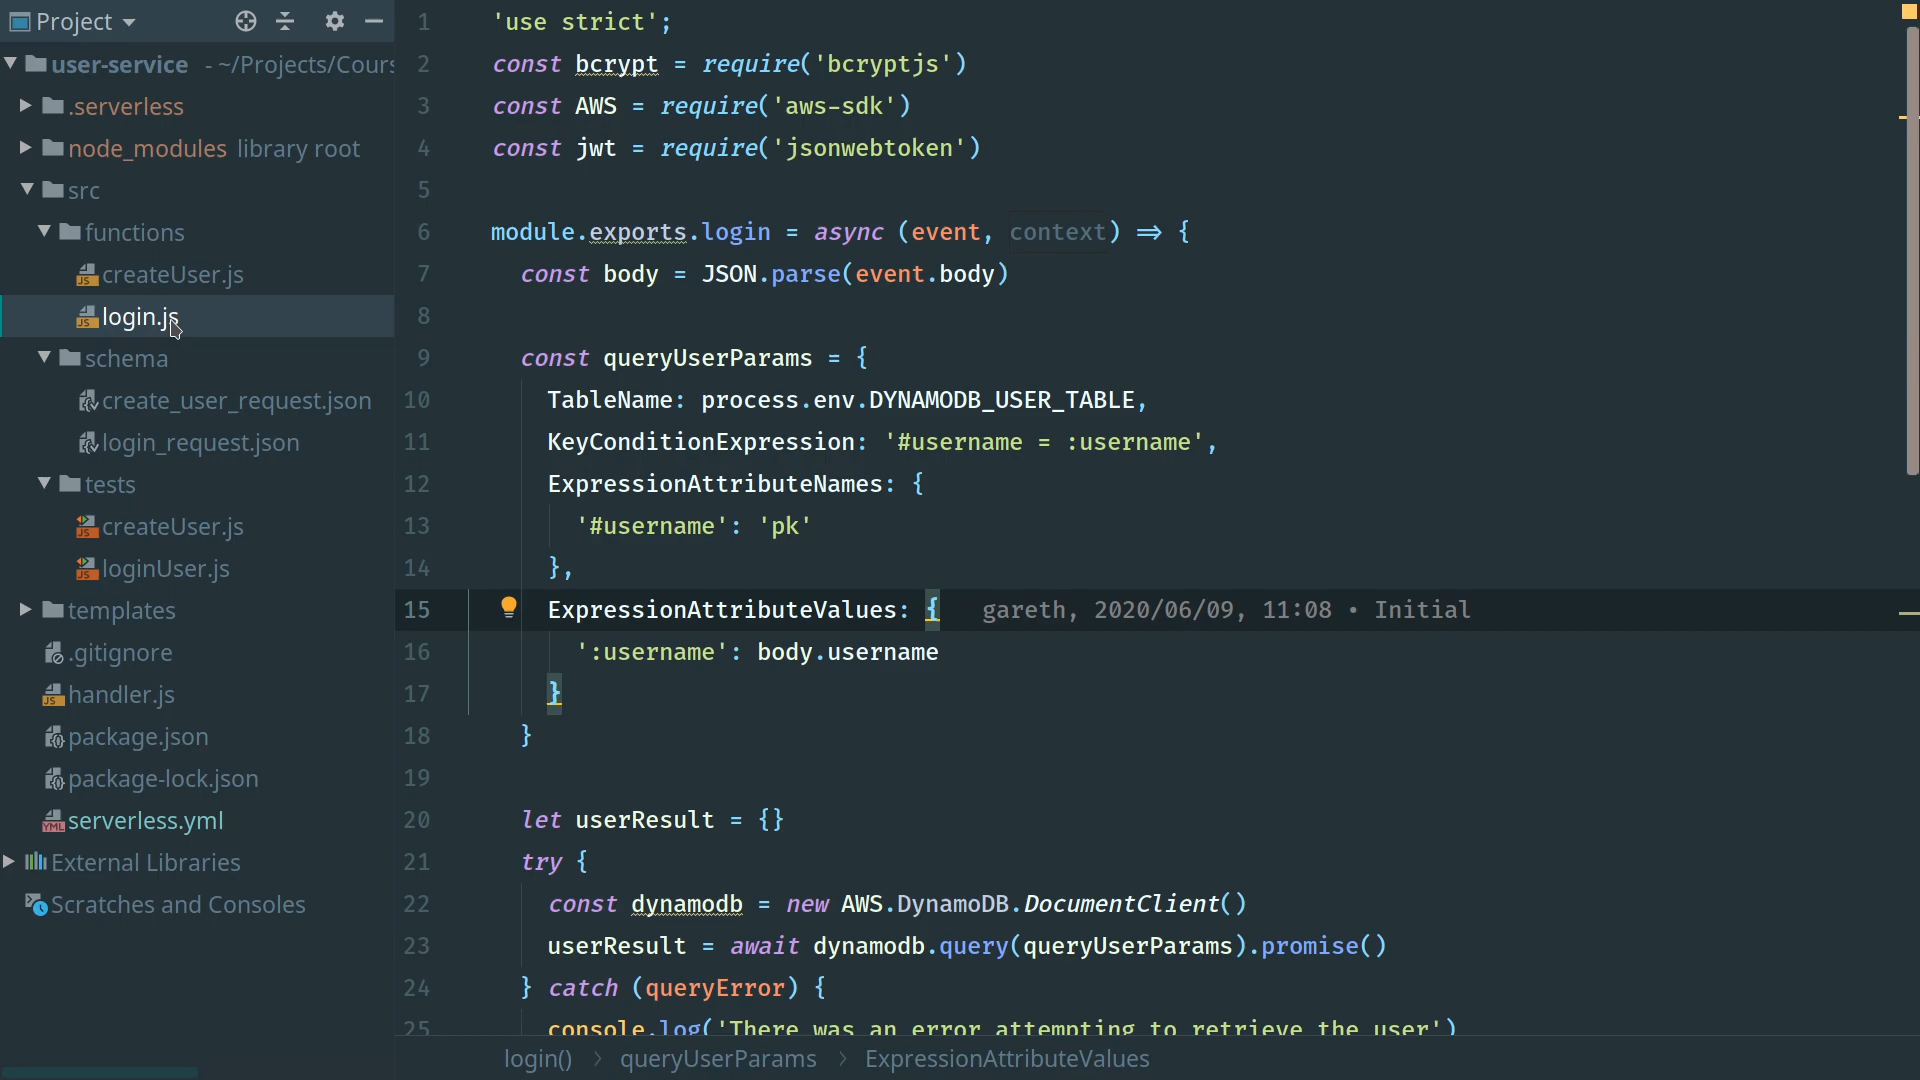 Project
user-service - ~/Projects/Cours
.serverless
node_modules library root
src
functions
createUser.js
login.js
schema
create_user_request.json
login_request.json
tests
createUser.js
loginUser.js
templates
.gitignore
handler.js
package.json
package-lock.json
serverless.yml
External Libraries
Scratches and Consoles
1 'use strict';
2 const bcrypt = require('bcryptjs')
3 const AWS = require('aws-sdk')
4 const jwt = require('jsonwebtoken')
5
6 module.exports.login = async (event, context) => {
7 const body = JSON.parse(event.body)
8
9 const queryUserParams = {
10 TableName: process.env.DYNAMODB_USER_TABLE,
11 KeyConditionExpression: '#username = :username',
12 ExpressionAttributeNames: {
13 '#username': 'pk'
14 },
15 ExpressionAttributeValues: { gareth, 2020/06/09, 11:08 • Initial
16 ':username': body.username
17 }
18 }
19
20 let userResult = {}
21 try {
22 const dynamodb = new AWS.DynamoDB.DocumentClient()
23 userResult = await dynamodb.query(queryUserParams).promise()
24 } catch (queryError) {
25 console.log('There was an error attempting to retrieve the user')
login() > queryUserParams > ExpressionAttributeValues